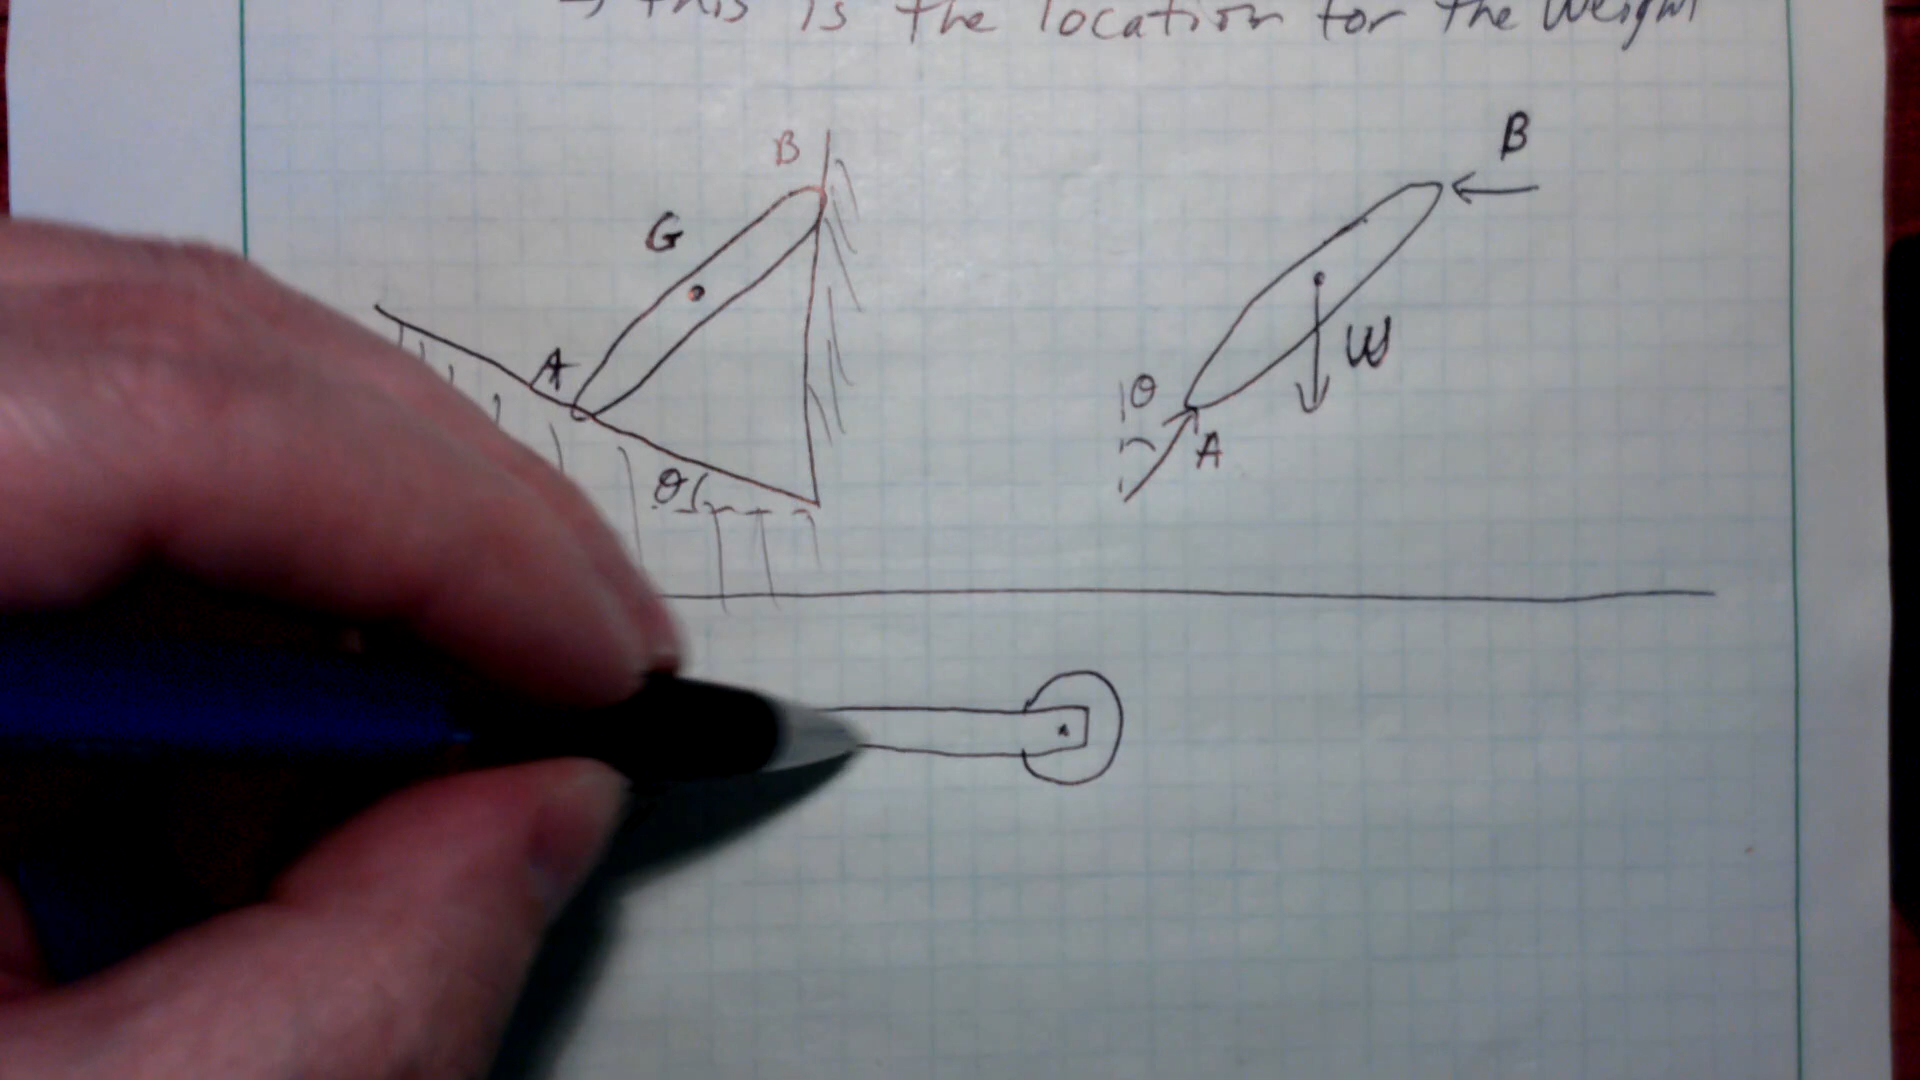 → this is the location for the Weight
B
B
G
W
A
θ
A
θ